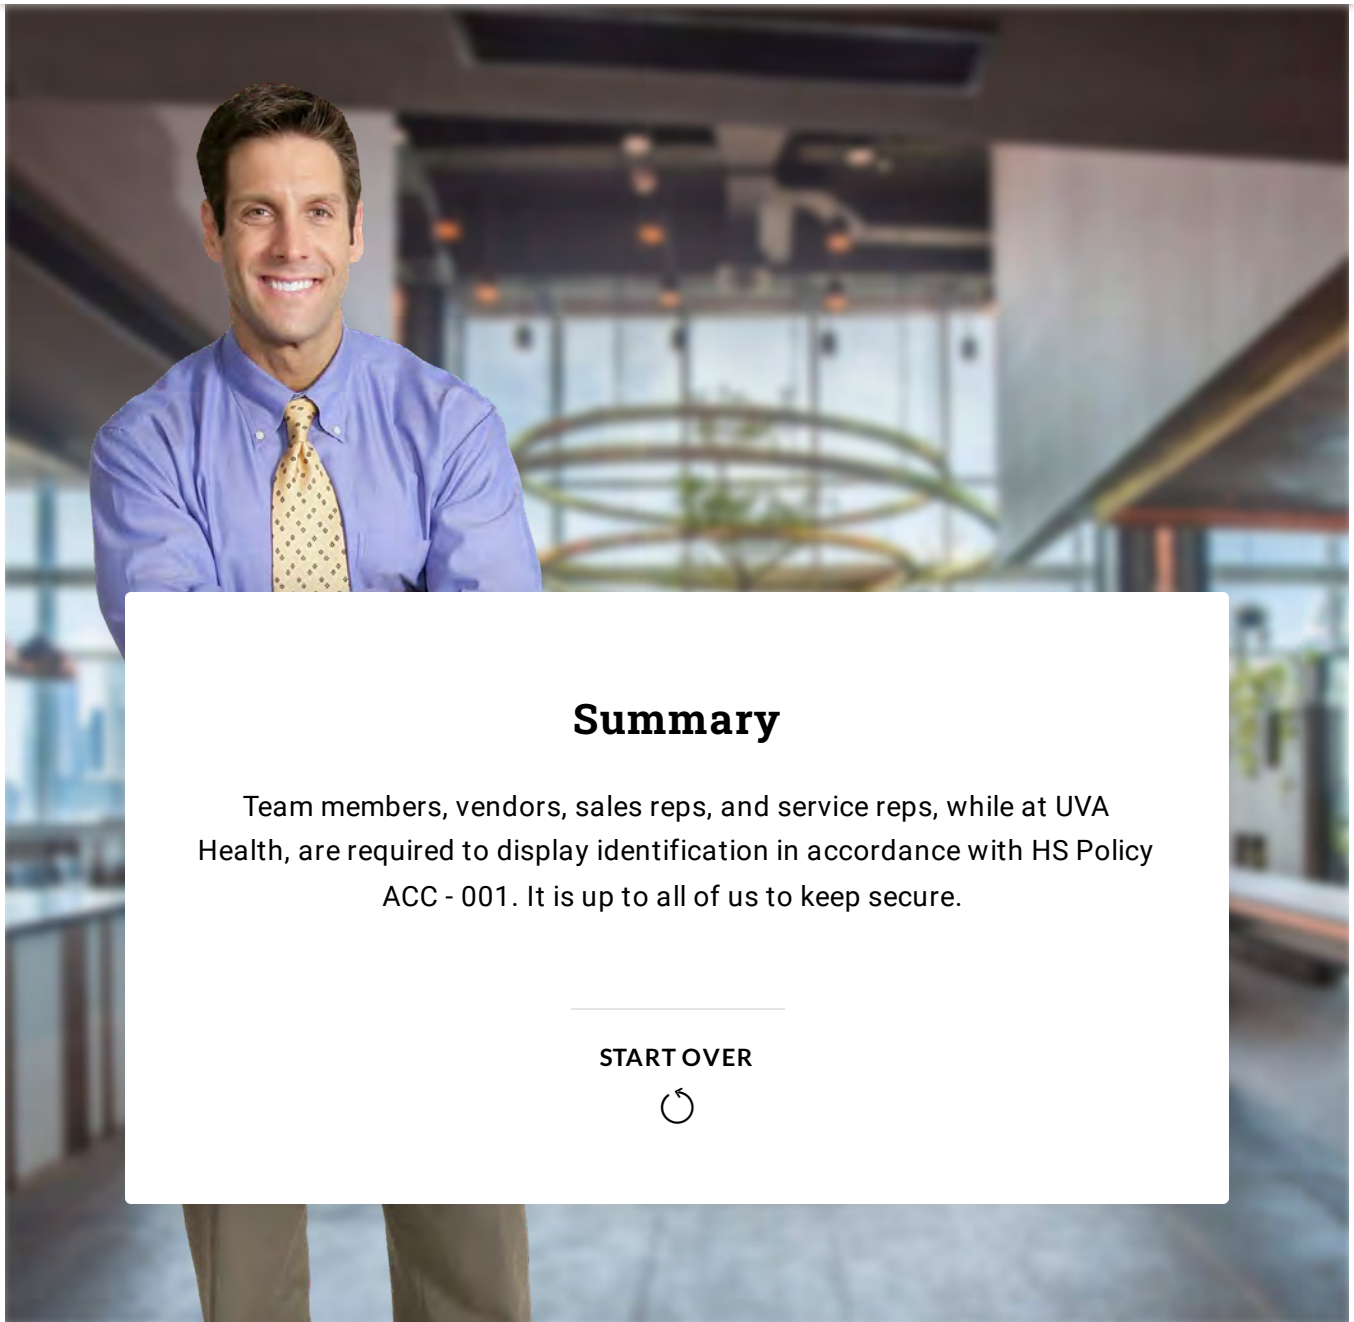 Summary
Team members, vendors, sales reps, and service reps, while at UVA
Health, are required to display identification in accordance with HS Policy
ACC - 001. It is up to all of us to keep secure.
START OVER